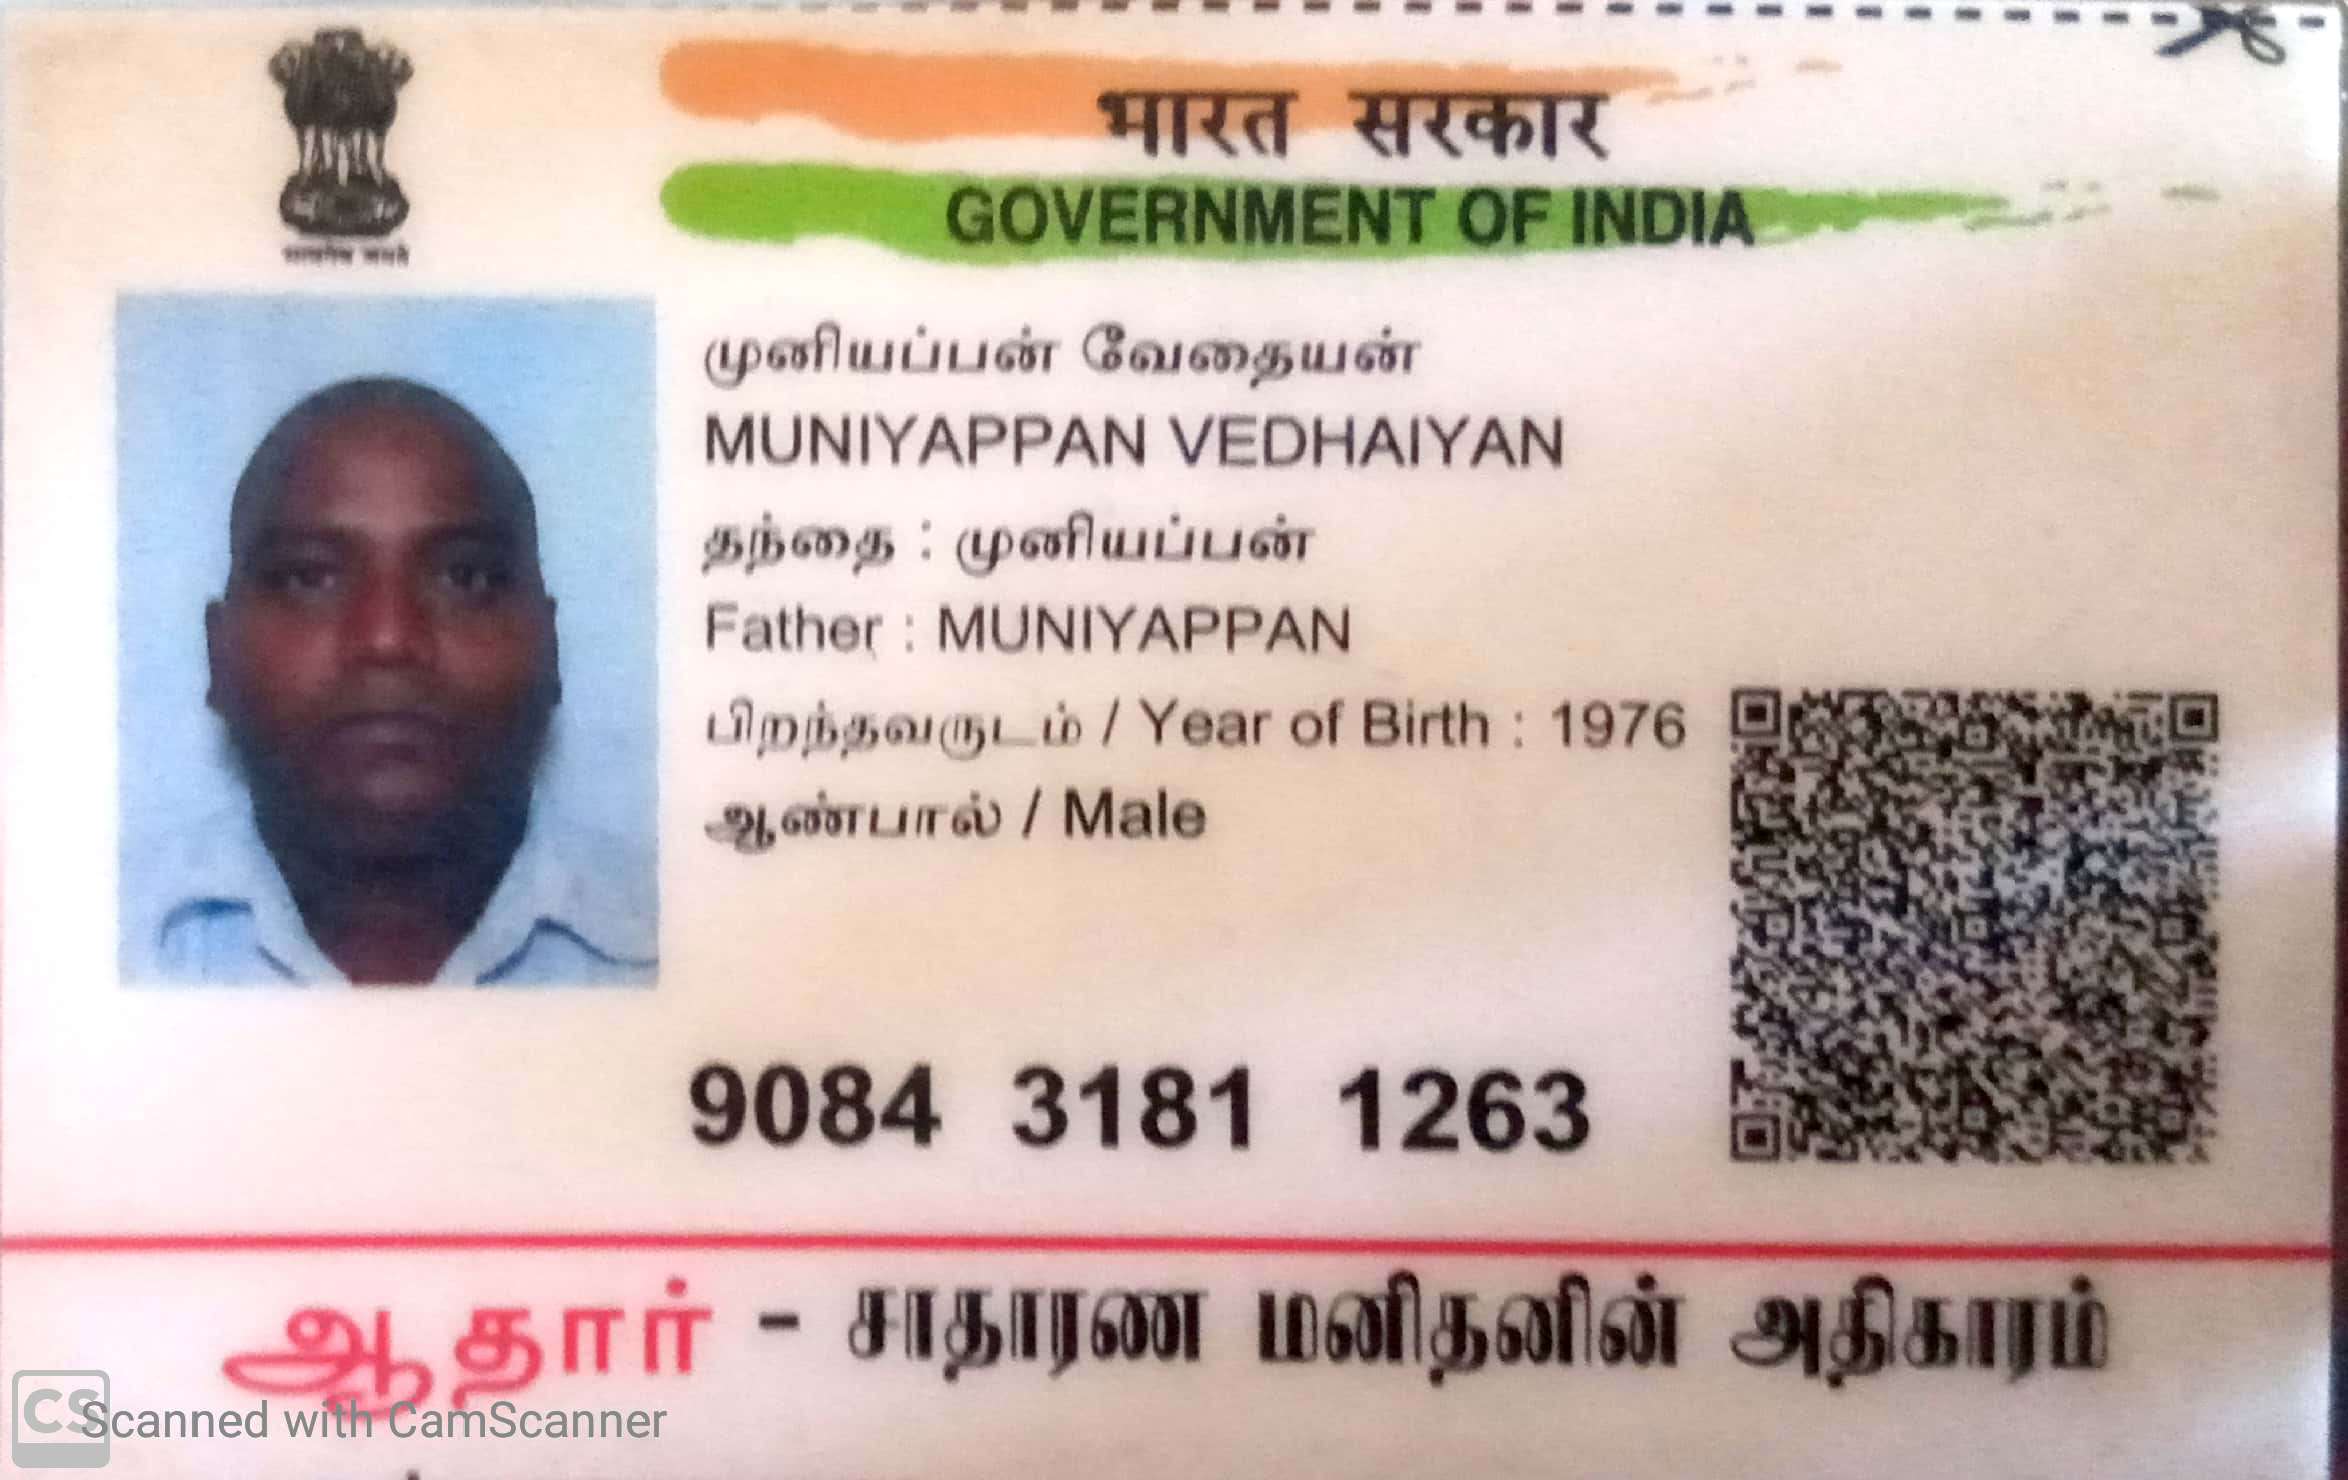 सत्यमेव जयते
भारत सरकार
GOVERNMENT OF INDIA
முனியப்பன் வேதையன்
MUNIYAPPAN VEDHAIYAN
தந்தை : முனியப்பன்
Father : MUNIYAPPAN
பிறந்தவருடம் / Year of Birth : 1976
ஆண்பால் / Male
9084 3181 1263
ஆதார் - சாதாரண மனிதனின் அதிகாரம்
CS Scanned with CamScanner